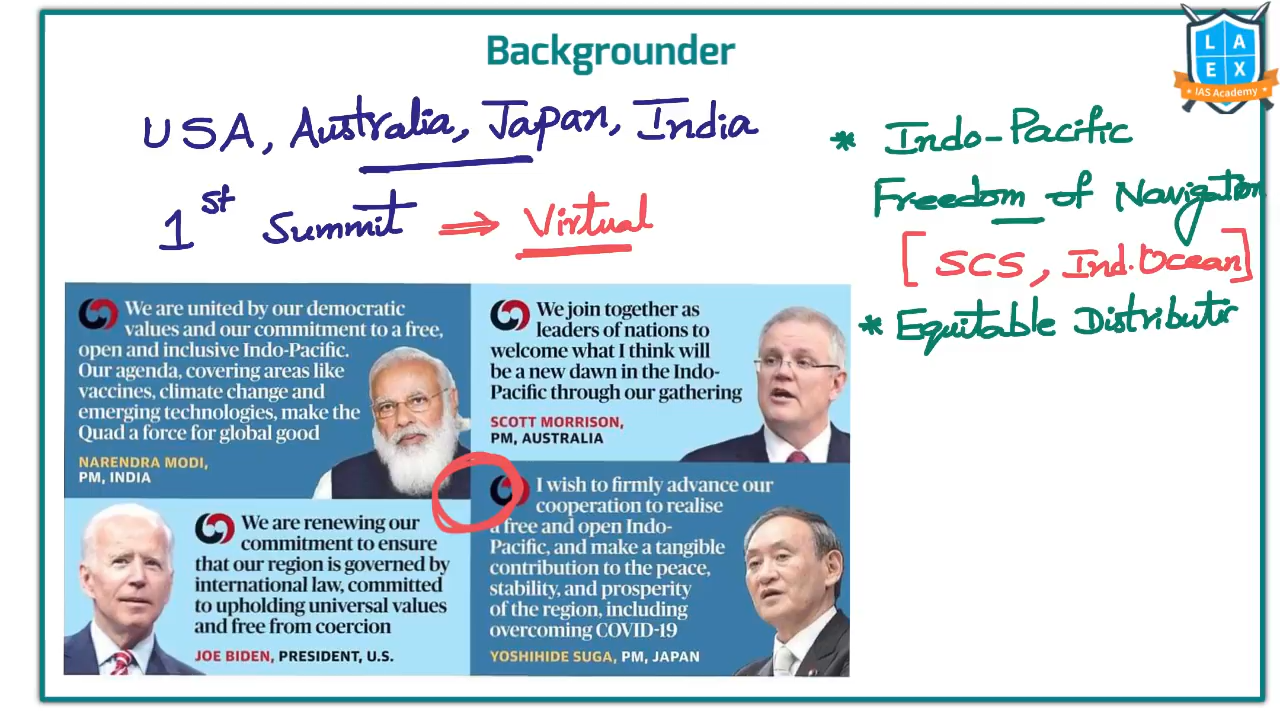 Backgrounder
L A
E X
IAS Academy
USA, Australia, Japan, India
1st Summit ⇒ Virtual
* Indo-Pacific
Freedom of Navigation
[SCS, Ind. Ocean]
* Equitable Distributi
We are united by our democratic
values and our commitment to a free,
open and inclusive Indo-Pacific.
Our agenda, covering areas like
vaccines, climate change and
emerging technologies, make the
Quad a force for global good
NARENDRA MODI,
PM, INDIA
We join together as
leaders of nations to
welcome what I think will
be a new dawn in the Indo-
Pacific through our gathering
SCOTT MORRISON,
PM, AUSTRALIA
We are renewing our
commitment to ensure
that our region is governed by
international law, committed
to upholding universal values
and free from coercion
JOE BIDEN, PRESIDENT, U.S.
I wish to firmly advance our
cooperation to realise
a free and open Indo-
Pacific, and make a tangible
contribution to the peace,
stability, and prosperity
of the region, including
overcoming COVID-19
YOSHIHIDE SUGA, PM, JAPAN